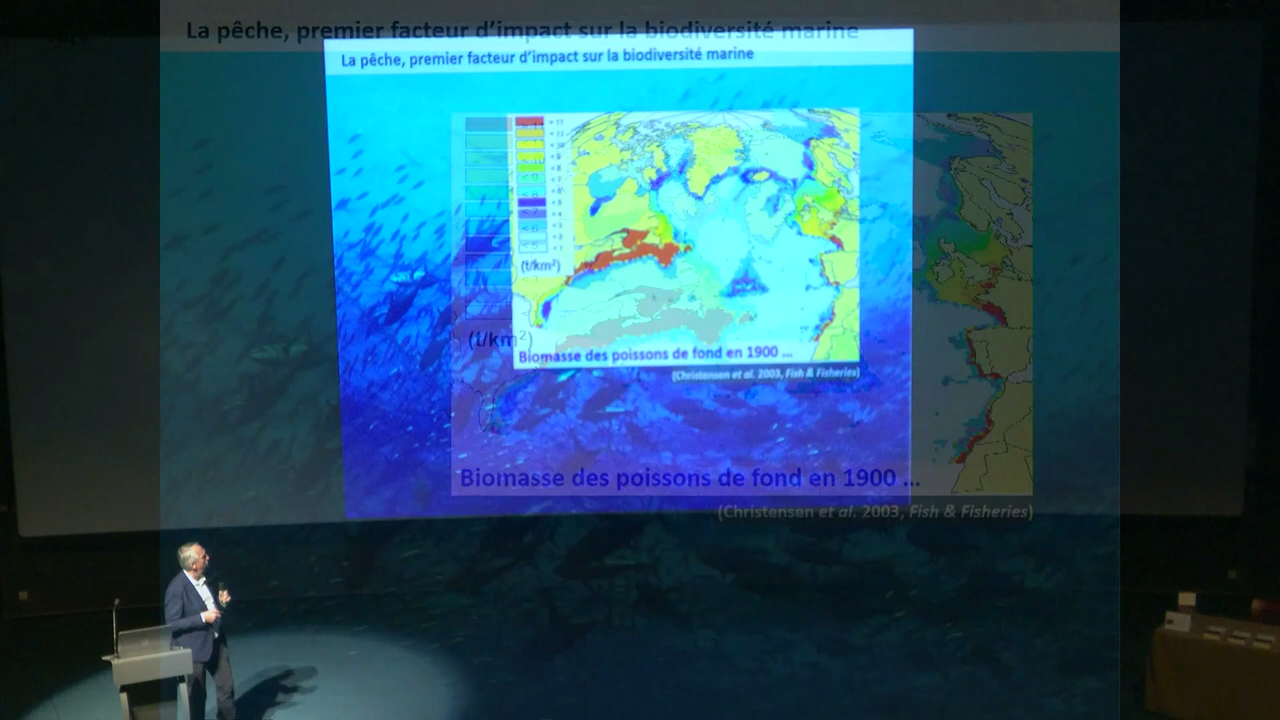 La pêche, premier facteur d'impact sur la biodiversité marine
La pêche, premier facteur d'impact sur la biodiversité marine
(t/km²)
(t/km²)
Biomasse des poissons de fond en 1900 ...
(Christensen et al. 2003, Fish & Fisheries)
Biomasse des poissons de fond en 1900 ...
(Christensen et al. 2003, Fish & Fisheries)